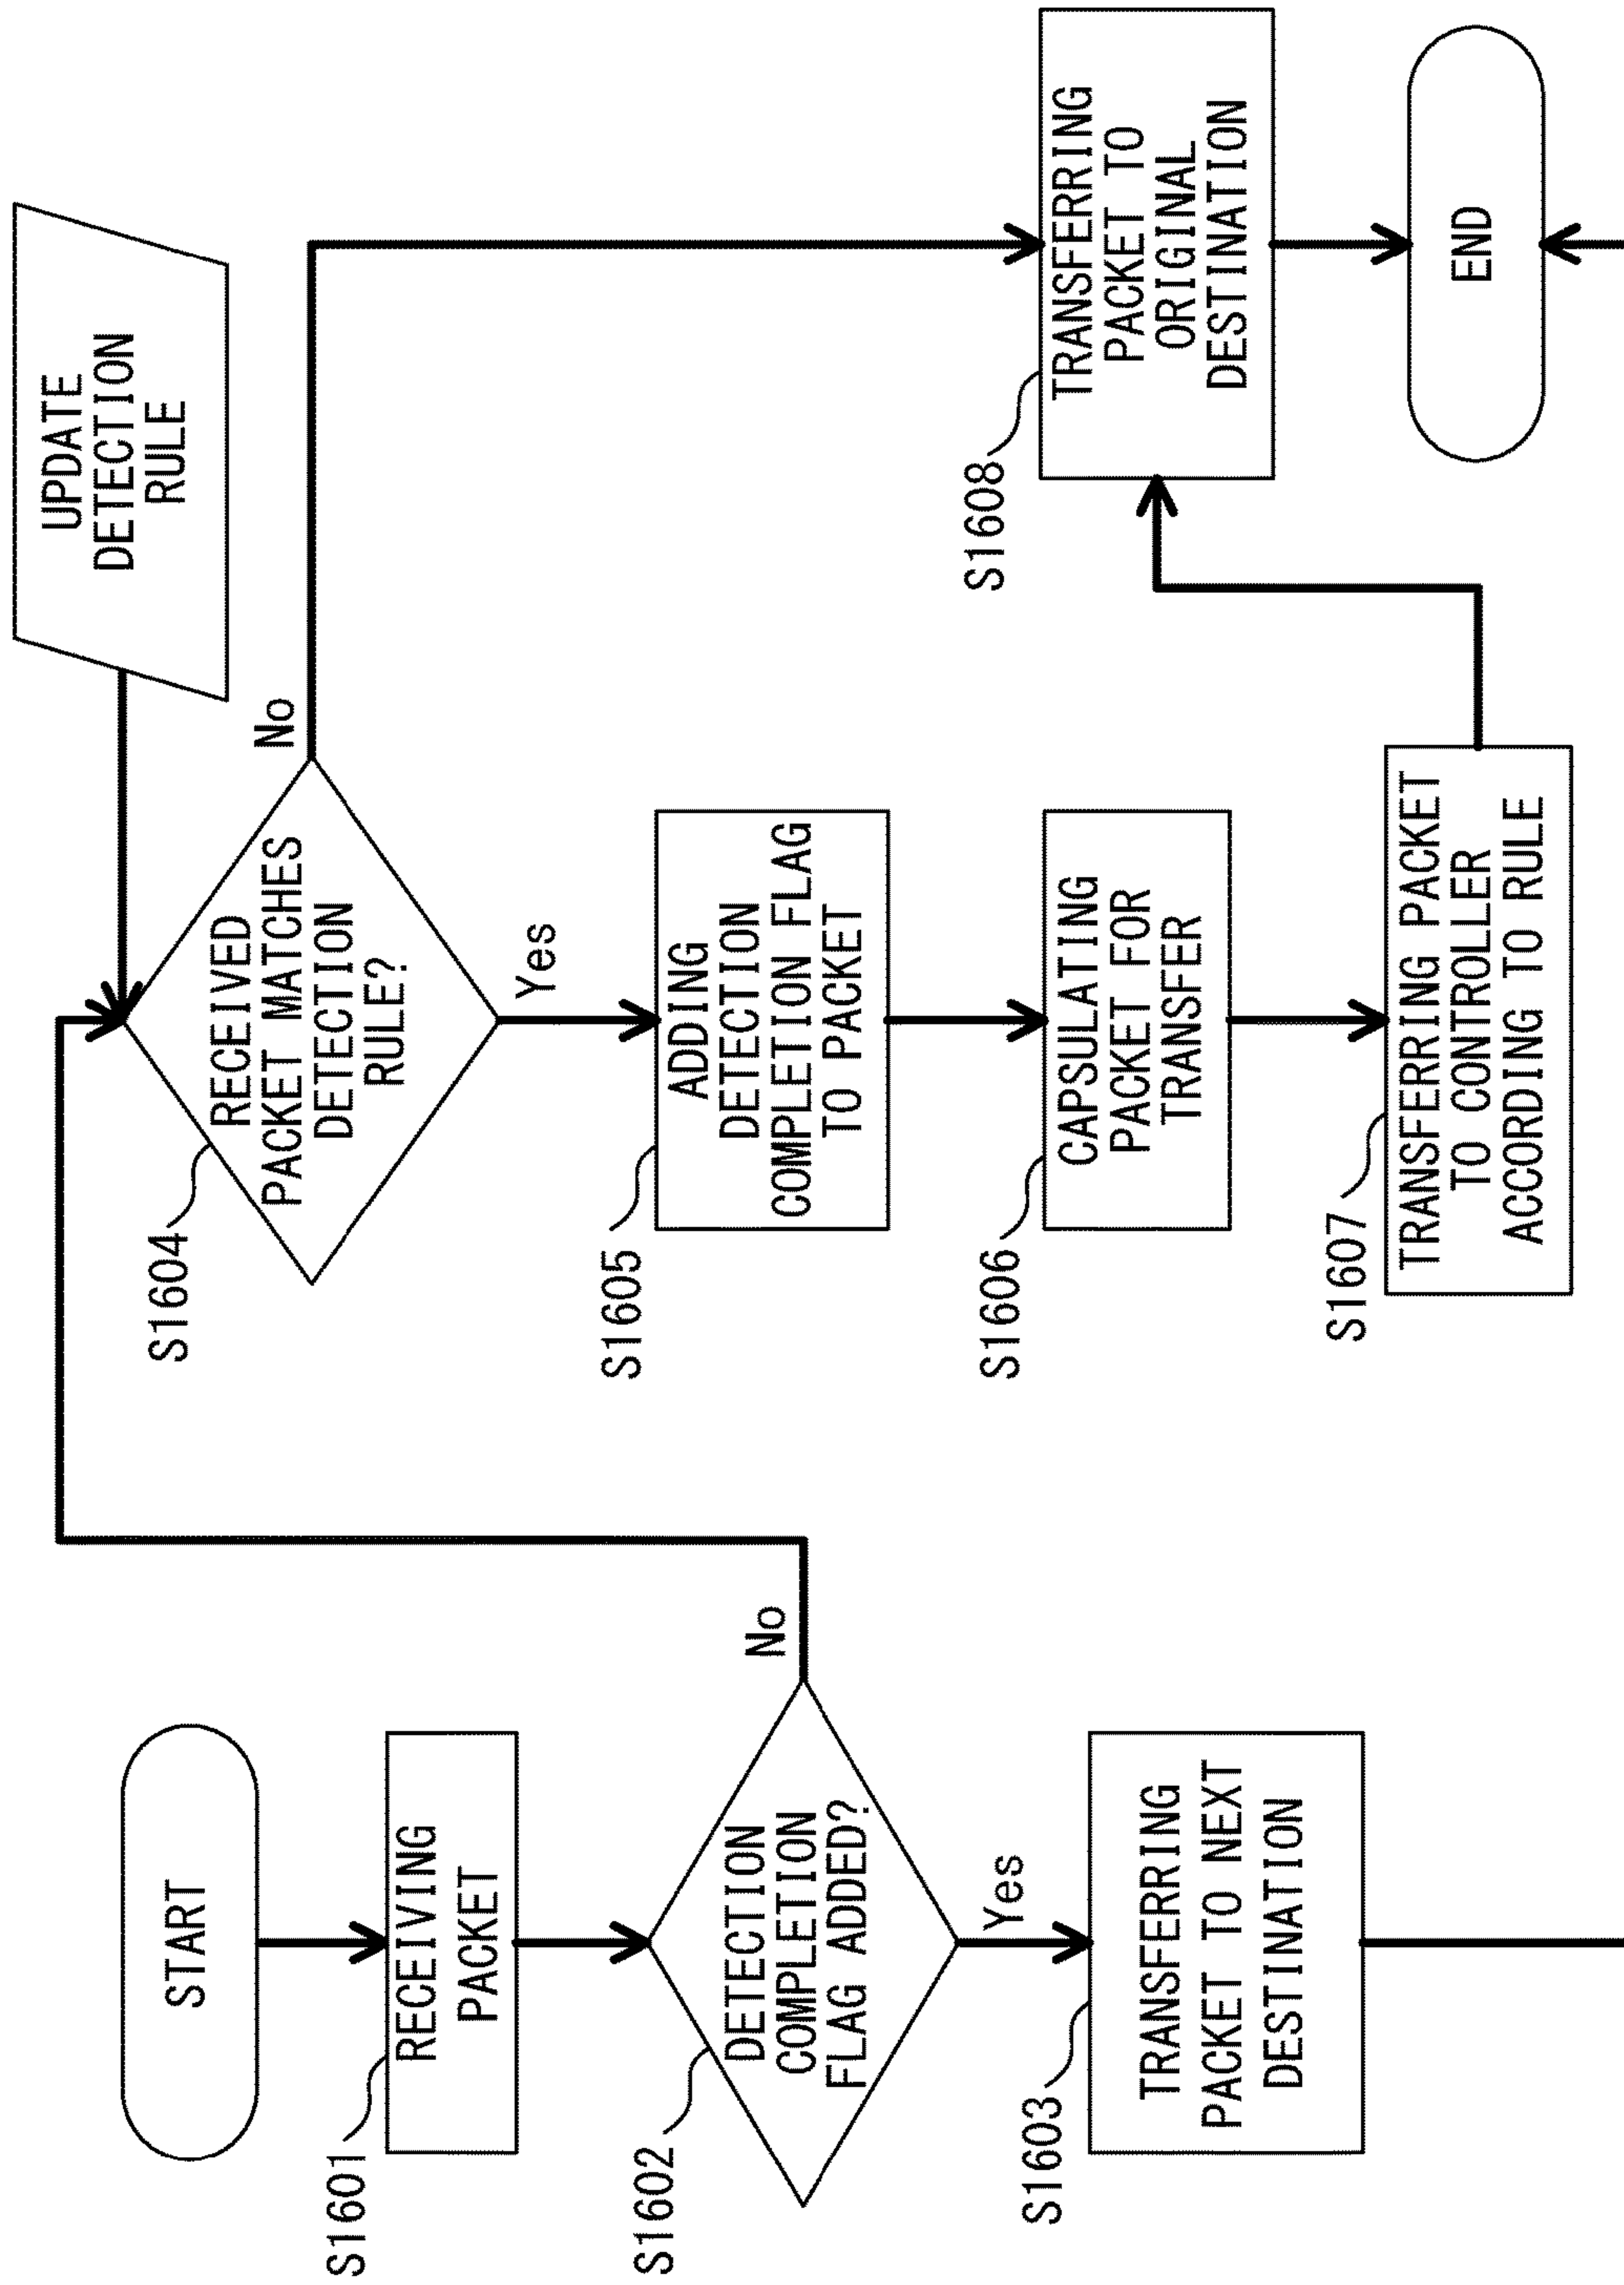 START
S1601
RECEIVING
PACKET
S1602
DETECTION
COMPLETION
FLAG ADDED?
No
Yes
S1603
TRANSFERRING
PACKET TO NEXT
DESTINATION
UPDATE
DETECTION
RULE
S1604
RECEIVED
PACKET MATCHES
DETECTION
RULE?
No
Yes
S1605
ADDING
DETECTION
COMPLETION FLAG
TO PACKET
S1606
CAPSULATING
PACKET FOR
TRANSFER
S1607
TRANSFERRING PACKET
TO CONTROLLER
ACCORDING TO RULE
S1608
TRANSFERRING
PACKET TO
ORIGINAL
DESTINATION
END